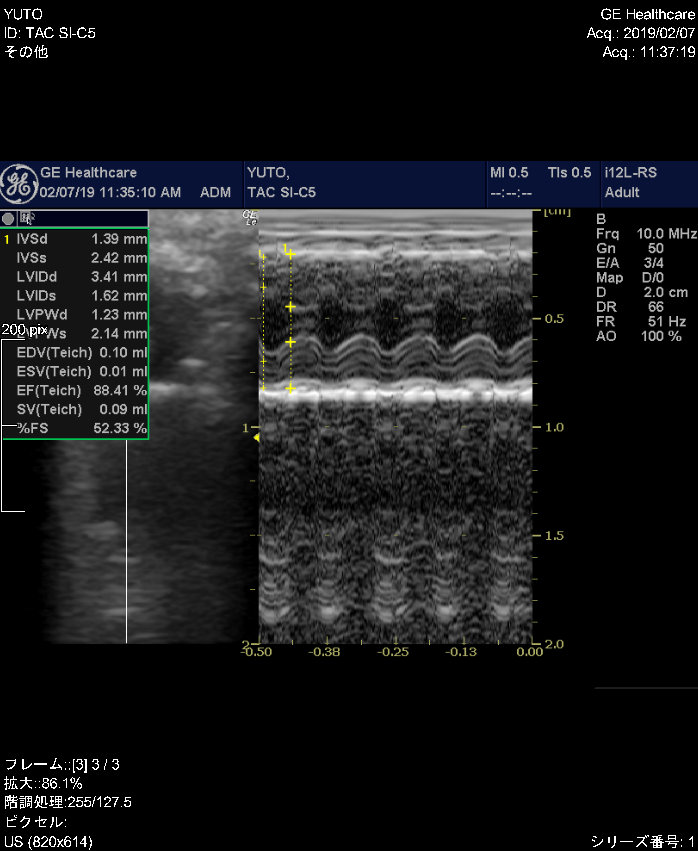 YUTO
ID: TAC SI-C5
その他
GE Healthcare
Acq.: 2019/02/07
Acq.: 11:37:19
GE Healthcare
02/07/19 11:35:10 AM ADM
YUTO,
TAC SI-C5
MI 0.5 TIs 0.5
--:--:--
i12L-RS
Adult
1 IVSd 1.39 mm
IVSs 2.42 mm
LVIDd 3.41 mm
LVIDs 1.62 mm
LVPWd 1.23 mm
Ws 2.14 mm
200 pix
EDV(Teich) 0.10 ml
ESV(Teich) 0.01 ml
EF(Teich) 88.41 %
SV(Teich) 0.09 ml
%FS 52.33 %
GE
1
B
Frq 10.0 MHz
Gn 50
E/A 3/4
Map D/0
D 2.0 cm
DR 66
FR 51 Hz
AO 100 %
0.5
1.0
1.5
2.0
1
2
-0.50 -0.38 -0.25 -0.13 0.00
フレーム::[3] 3 / 3
拡大::86.1%
階調処理:255/127.5
ピクセル:
US (820x614)
シリーズ番号: 1